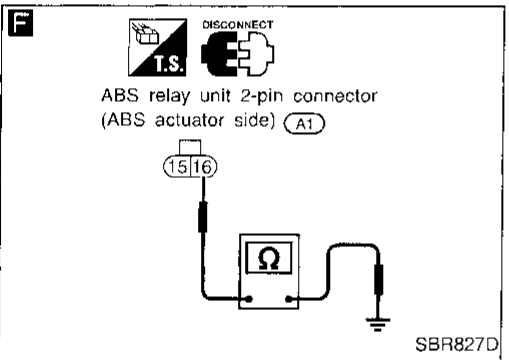 F
DISCONNECT
T.S.
ABS relay unit 2-pin connector
(ABS actuator side) A1
15 16
Ω
SBR827D